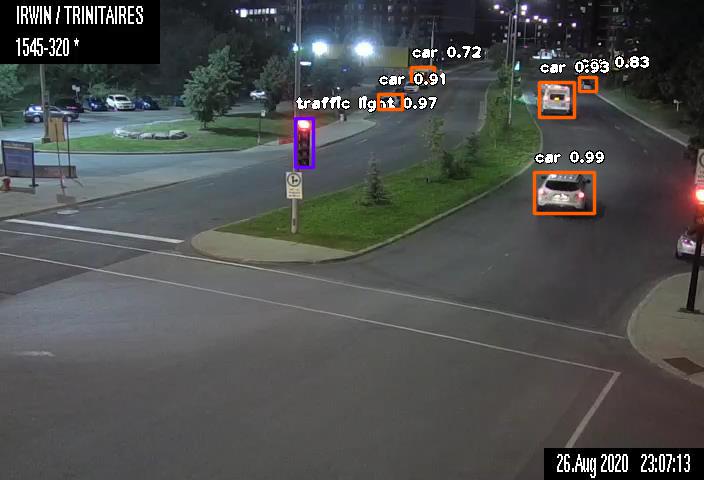 IRWIN / TRINITAIRES
1545-320 *
car 0.72
car 0.93
car 0.83
car 0.91
traffic light 0.97
car 0.99
26.Aug 2020 23:07:13